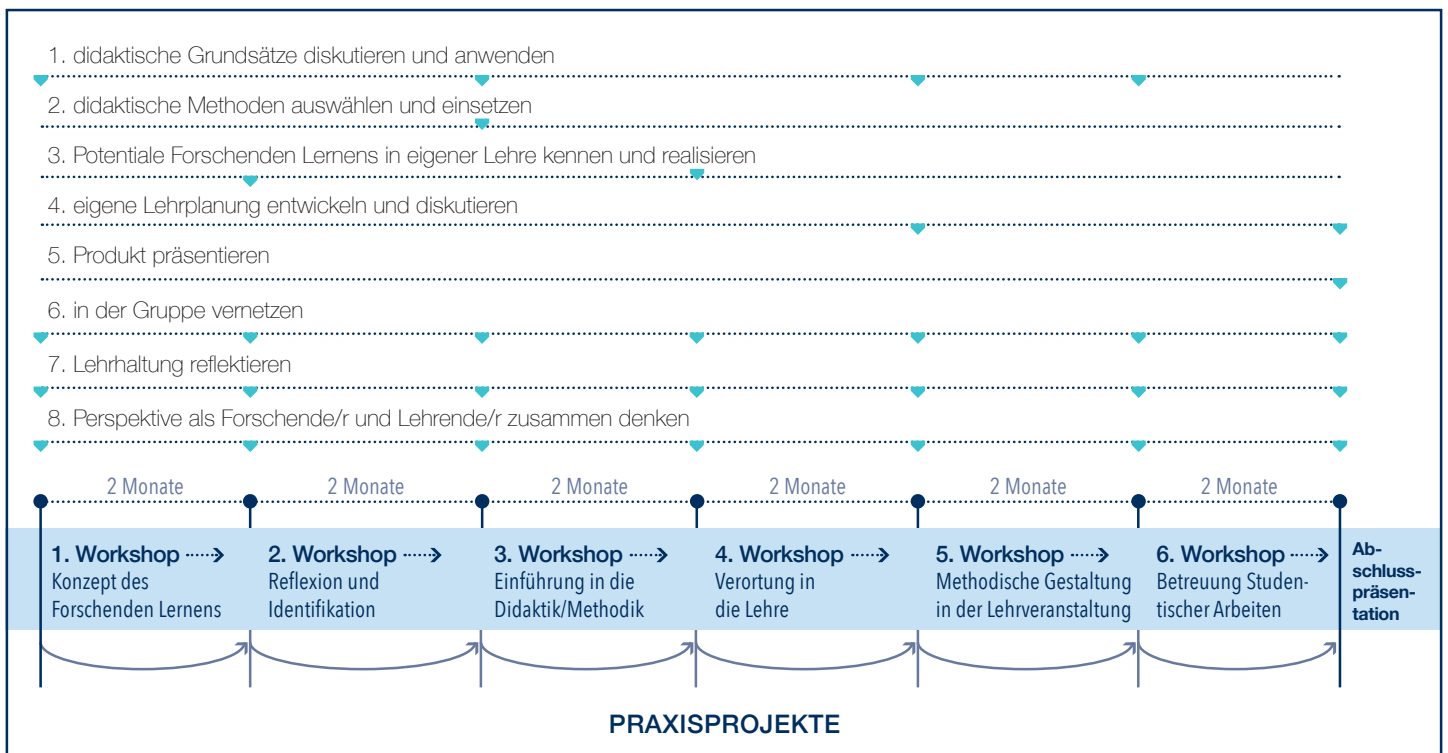 1. didaktische Grundsätze diskutieren und anwenden
2. didaktische Methoden auswählen und einsetzen
3. Potentiale Forschenden Lernens in eigener Lehre kennen und realisieren
4. eigene Lehrplanung entwickeln und diskutieren
5. Produkt präsentieren
6. in der Gruppe vernetzen
7. Lehrhaltung reflektieren
8. Perspektive als Forschende/r und Lehrende/r zusammen denken
2 Monate
2 Monate
2 Monate
2 Monate
2 Monate
2 Monate
1. Workshop
Konzept des
Forschenden Lernens
2. Workshop
Reflexion und
Identifikation
3. Workshop
Einführung in die
Didaktik/Methodik
4. Workshop
Verortung in
die Lehre
5. Workshop
Methodische Gestaltung
in der Lehrveranstaltung
6. Workshop
Betreuung Studen-
tischer Arbeiten
Ab-
schluss-
präsen-
tation
PRAXISPROJEKTE